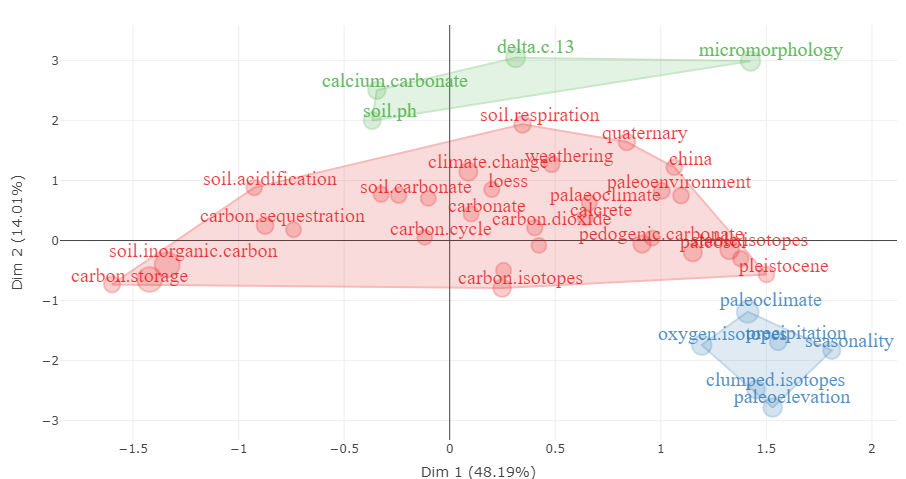 delta.c.13
micromorphology
calcium.carbonate
soil.ph
soil.respiration
quaternary
climate.change
weathering
china
soil.acidification
soil.carbonate
loess
paleoenvironment
palaeoclimate
carbonate
calcrete
carbon.sequestration
carbon.dioxide
carbon.cycle
pedogenic.carbonate
paleosol
isotopes
soil.inorganic.carbon
carbon.storage
carbon.isotopes
pleistocene
paleoclimate
oxygen.isotopes
precipitation
seasonality
clumped.isotopes
paleoelevation
3
2
1
0
−1
−2
−3
−1.5
−1
−0.5
0
0.5
1
1.5
2
Dim 1 (48.19%)
Dim 2 (14.01%)